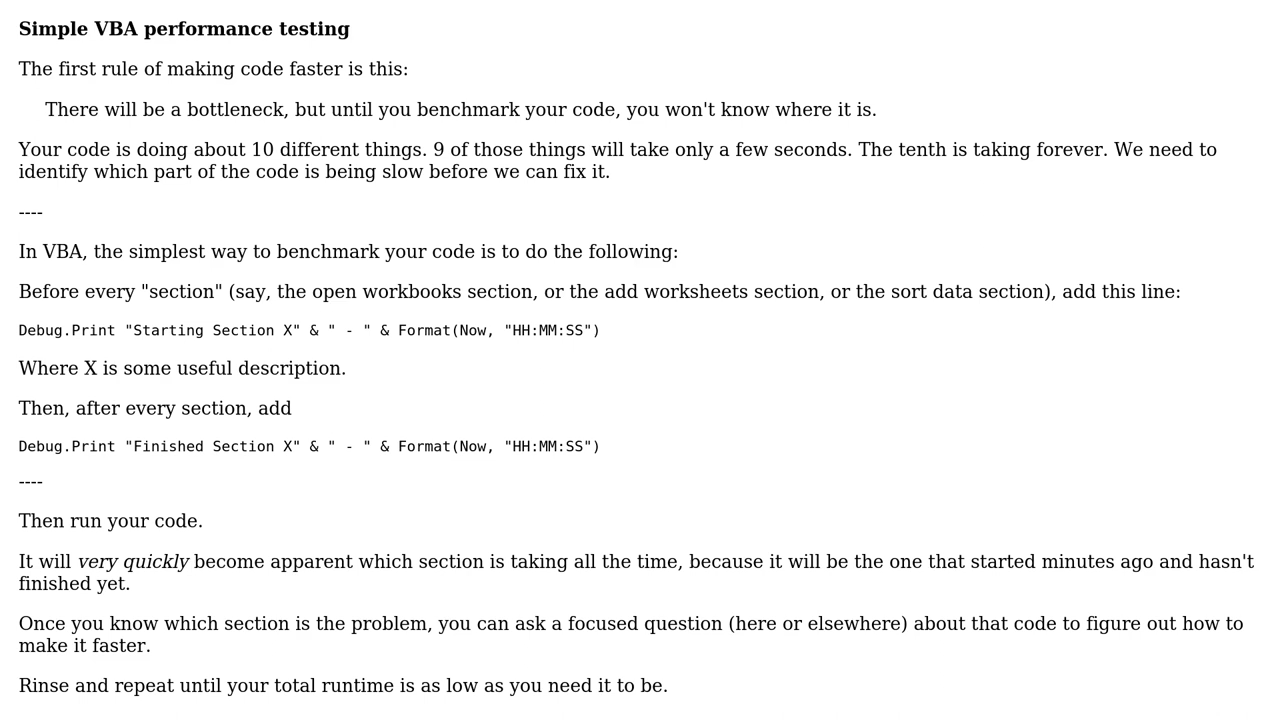 Simple VBA performance testing
The first rule of making code faster is this:
There will be a bottleneck, but until you benchmark your code, you won't know where it is.
Your code is doing about 10 different things. 9 of those things will take only a few seconds. The tenth is taking forever. We need to
identify which part of the code is being slow before we can fix it.
----
In VBA, the simplest way to benchmark your code is to do the following:
Before every "section" (say, the open workbooks section, or the add worksheets section, or the sort data section), add this line:
Debug.Print "Starting Section X" & " - " & Format(Now, "HH:MM:SS")
Where X is some useful description.
Then, after every section, add
Debug.Print "Finished Section X" & " - " & Format(Now, "HH:MM:SS")
----
Then run your code.
It will very quickly become apparent which section is taking all the time, because it will be the one that started minutes ago and hasn't
finished yet.
Once you know which section is the problem, you can ask a focused question (here or elsewhere) about that code to figure out how to
make it faster.
Rinse and repeat until your total runtime is as low as you need it to be.